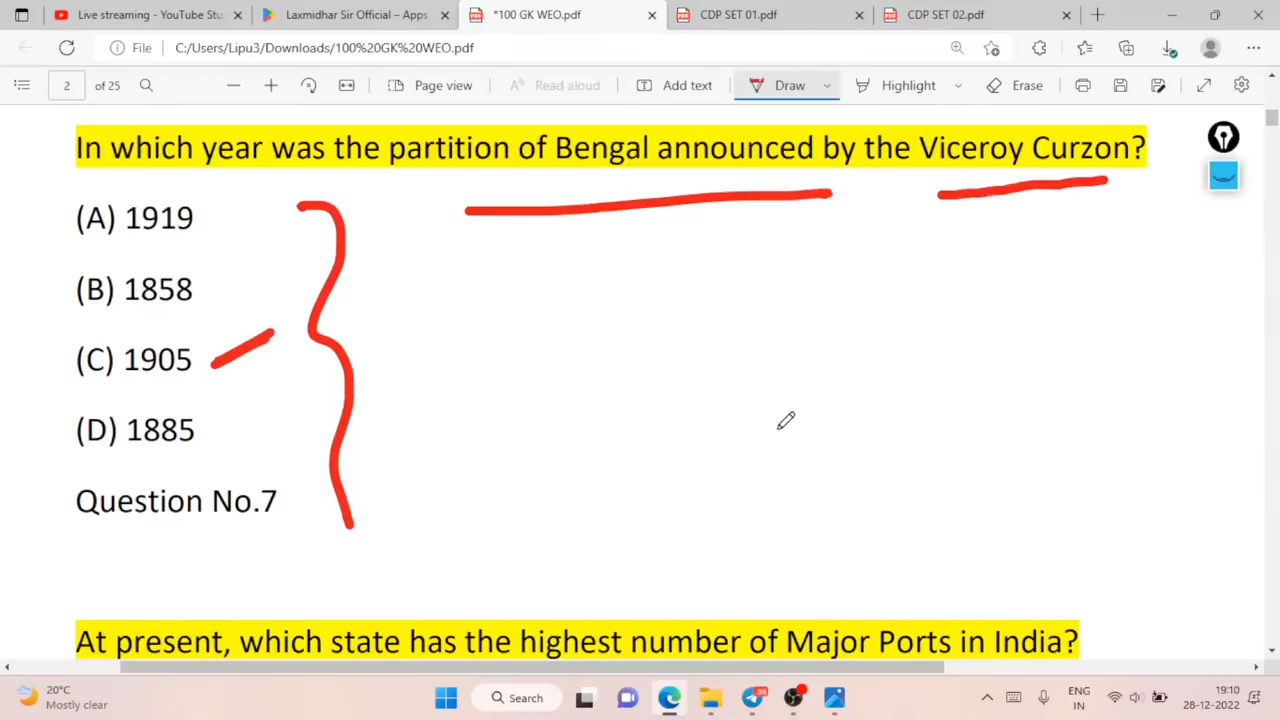 Live streaming - YouTube Stu
Laxmidhar Sir Official – Apps
*100 GK WEO.pdf
CDP SET 01.pdf
CDP SET 02.pdf
File
C:/Users/Lipu3/Downloads/100%20GK%20WEO.pdf
2 of 25
Page view
Read aloud
Add text
Draw
Highlight
Erase
In which year was the partition of Bengal announced by the Viceroy Curzon?
(A) 1919
(B) 1858
(C) 1905
(D) 1885
Question No.7
At present, which state has the highest number of Major Ports in India?
20°C
Mostly clear
Search
96
ENG
IN
19:10
28-12-2022